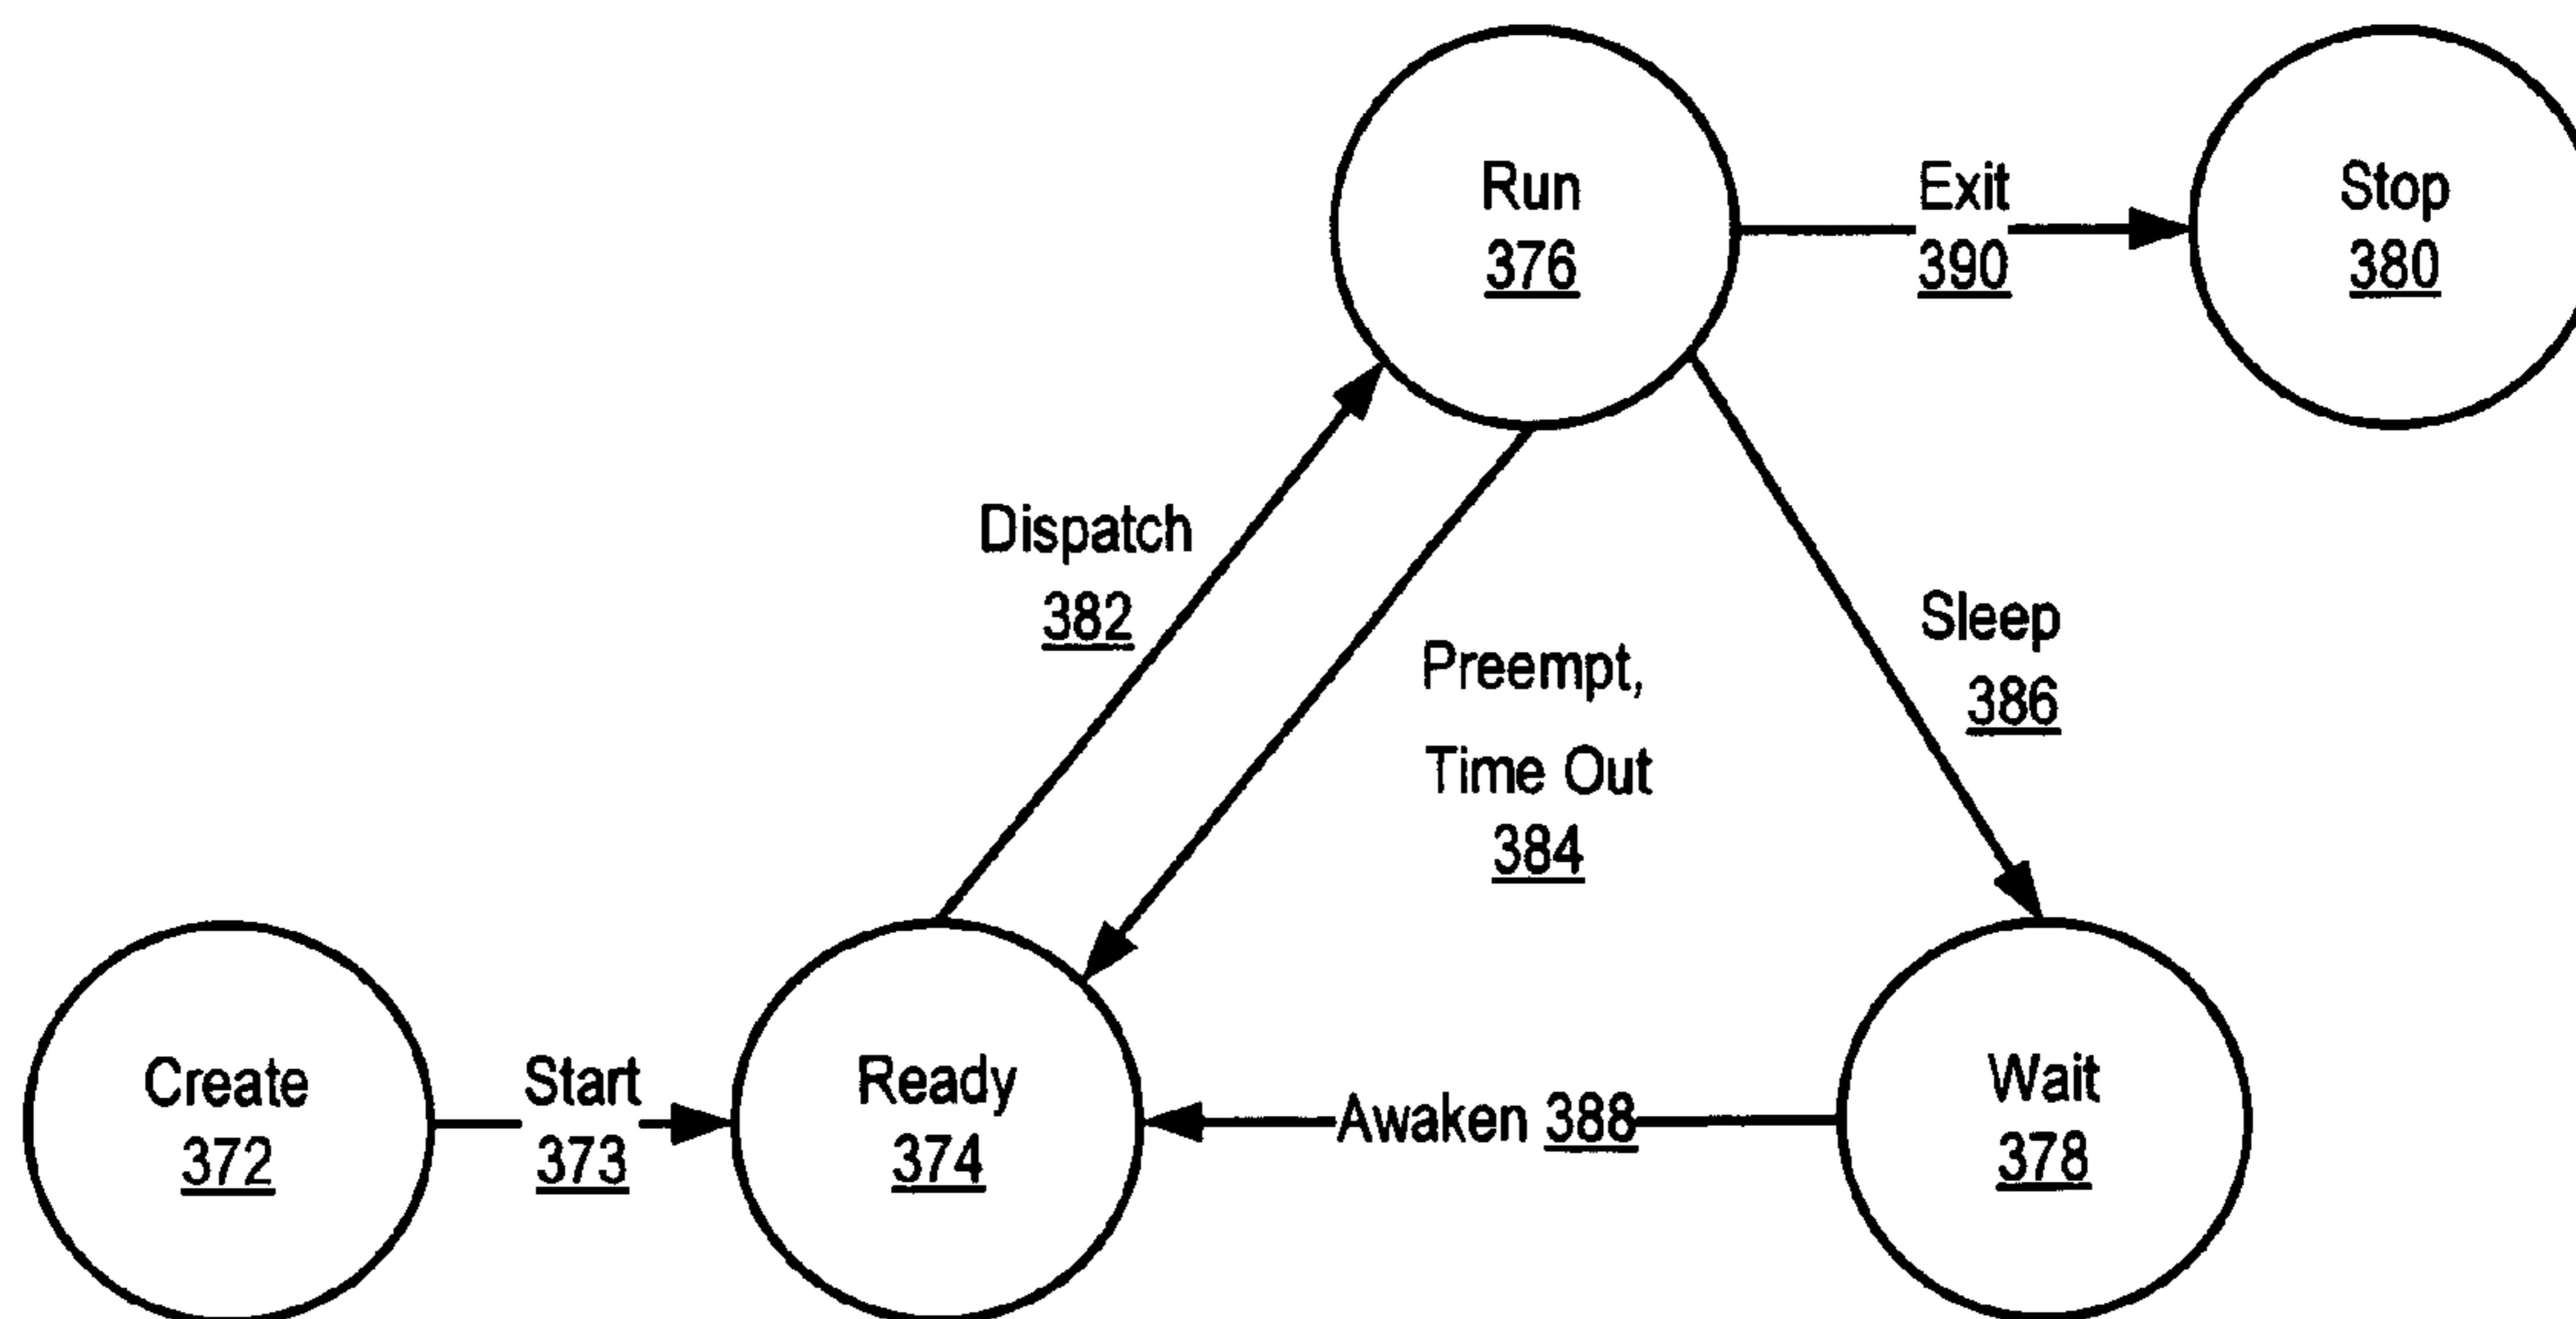 Run
376
Exit
390
Stop
380
Dispatch
382
Preempt,
Time Out
384
Sleep
386
Create
372
Start
373
Ready
374
Awaken 388
Wait
378